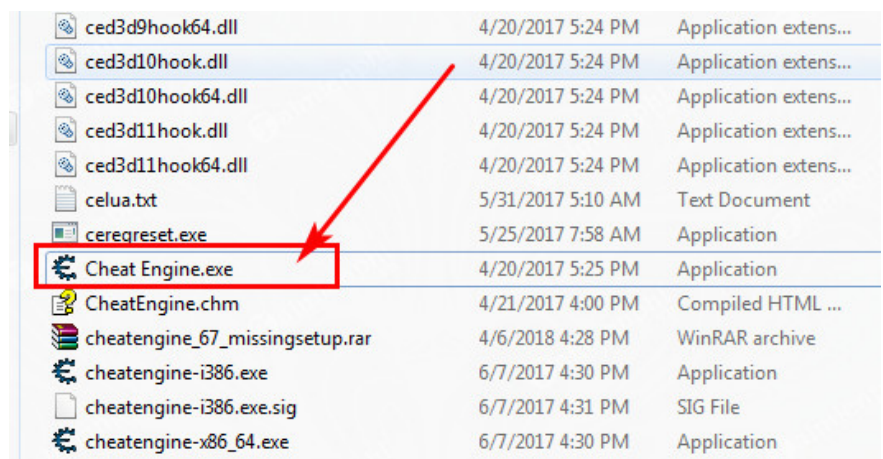 ced3d9hook64.dll 4/20/2017 5:24 PM Application extens...
ced3d10hook.dll 4/20/2017 5:24 PM Application extens...
ced3d10hook64.dll 4/20/2017 5:24 PM Application extens...
ced3d11hook.dll 4/20/2017 5:24 PM Application extens...
ced3d11hook64.dll 4/20/2017 5:24 PM Application extens...
celua.txt 5/31/2017 5:10 AM Text Document
ceregreset.exe 5/25/2017 7:58 AM Application
Cheat Engine.exe 4/20/2017 5:25 PM Application
CheatEngine.chm 4/21/2017 4:00 PM Compiled HTML ...
cheatengine_67_missingsetup.rar 4/6/2018 4:28 PM WinRAR archive
cheatengine-i386.exe 6/7/2017 4:30 PM Application
cheatengine-i386.exe.sig 6/7/2017 4:31 PM SIG File
cheatengine-x86_64.exe 6/7/2017 4:30 PM Application